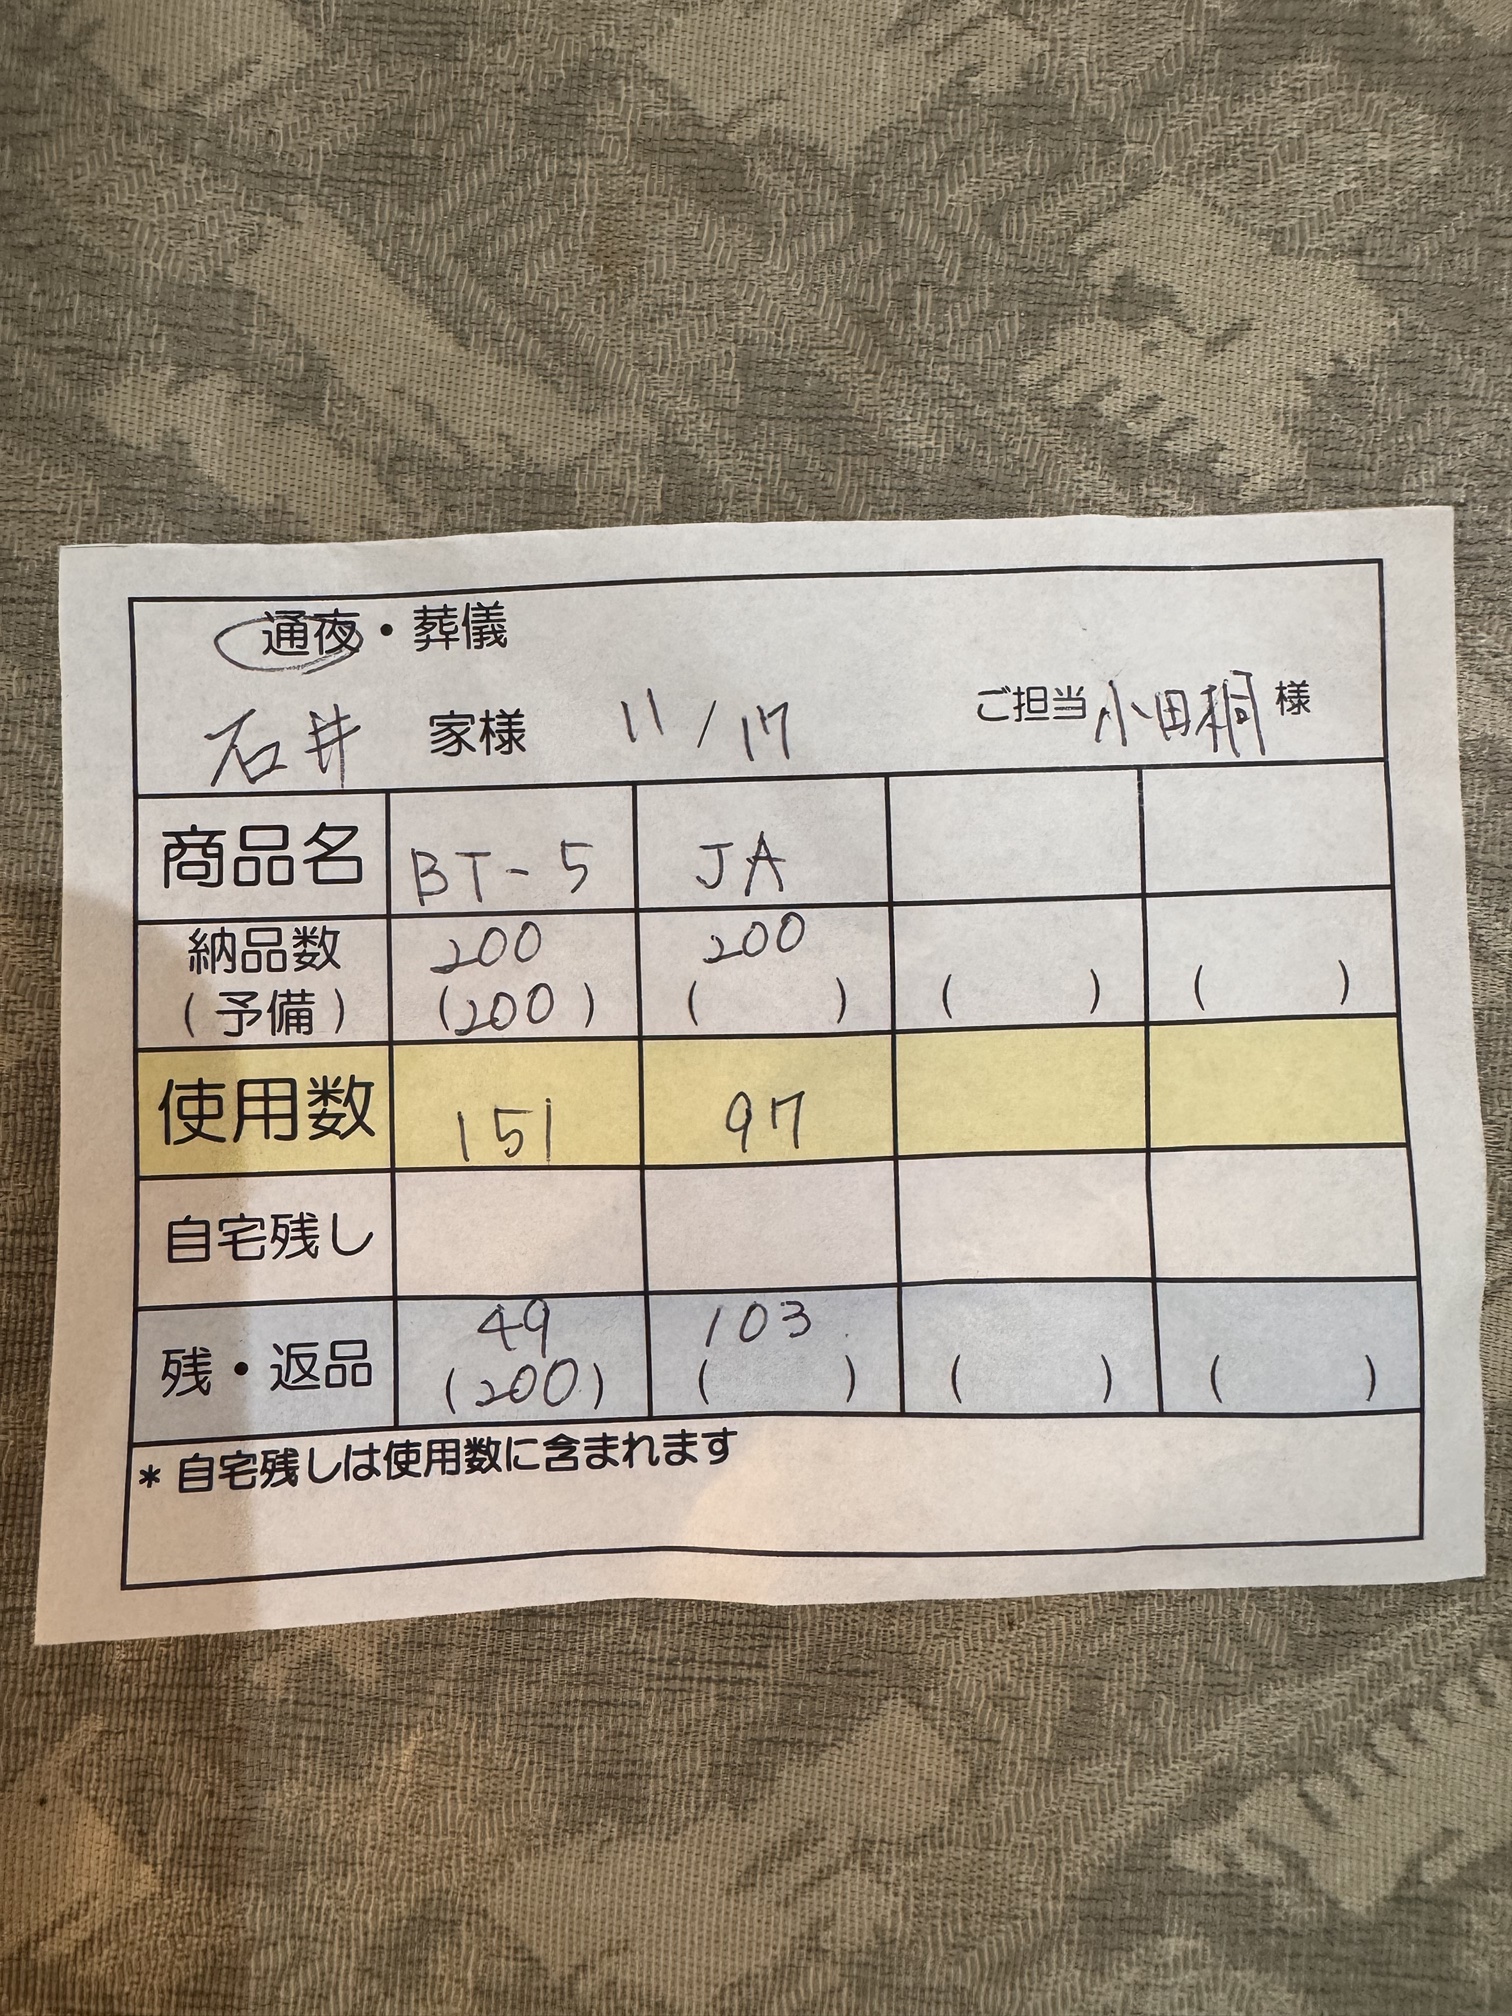 通夜・葬儀
石井 家様 11/17 ご担当 小田桐 様
商品名 BT-5 JA
納品数 200 200
(予備) (200) ( ) ( ) ( )
使用数 151 97
自宅残し
49 103
残・返品 (200) ( ) ( ) ( )
* 自宅残しは使用数に含まれます